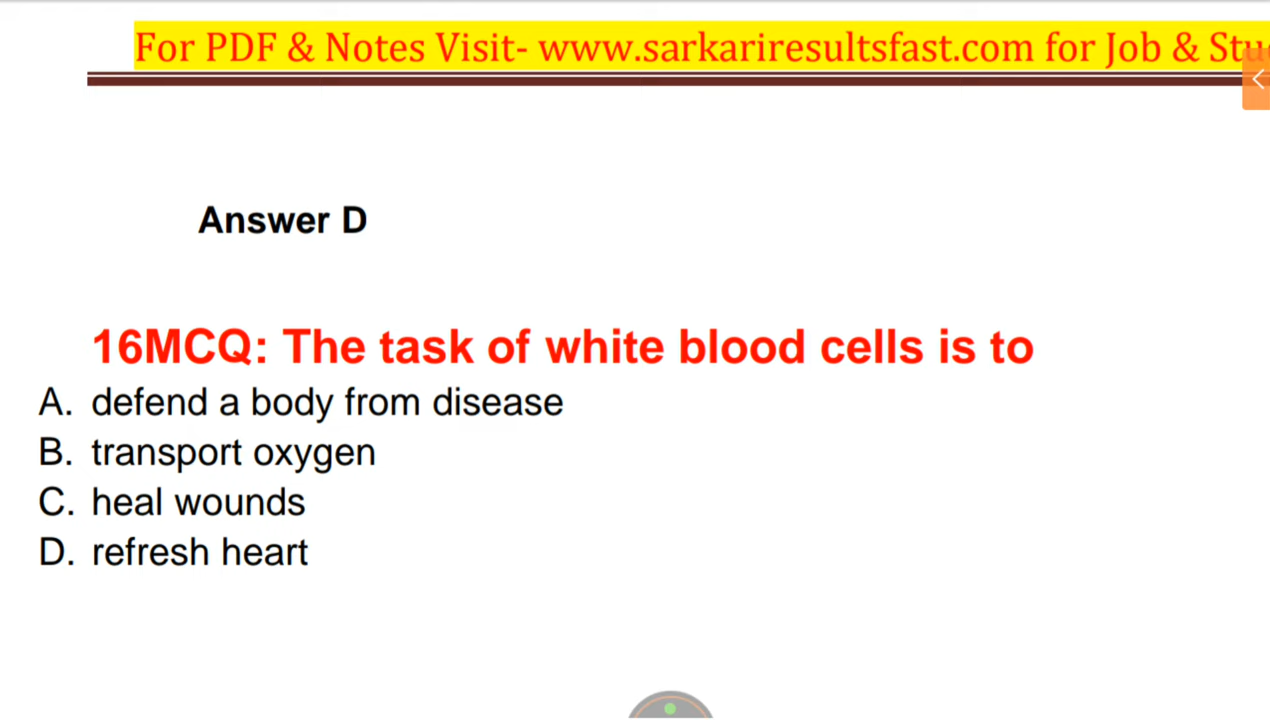 For PDF & Notes Visit- www.sarkariresultsfast.com for Job & Stu
Answer D
16MCQ: The task of white blood cells is to
A. defend a body from disease
B. transport oxygen
C. heal wounds
D. refresh heart